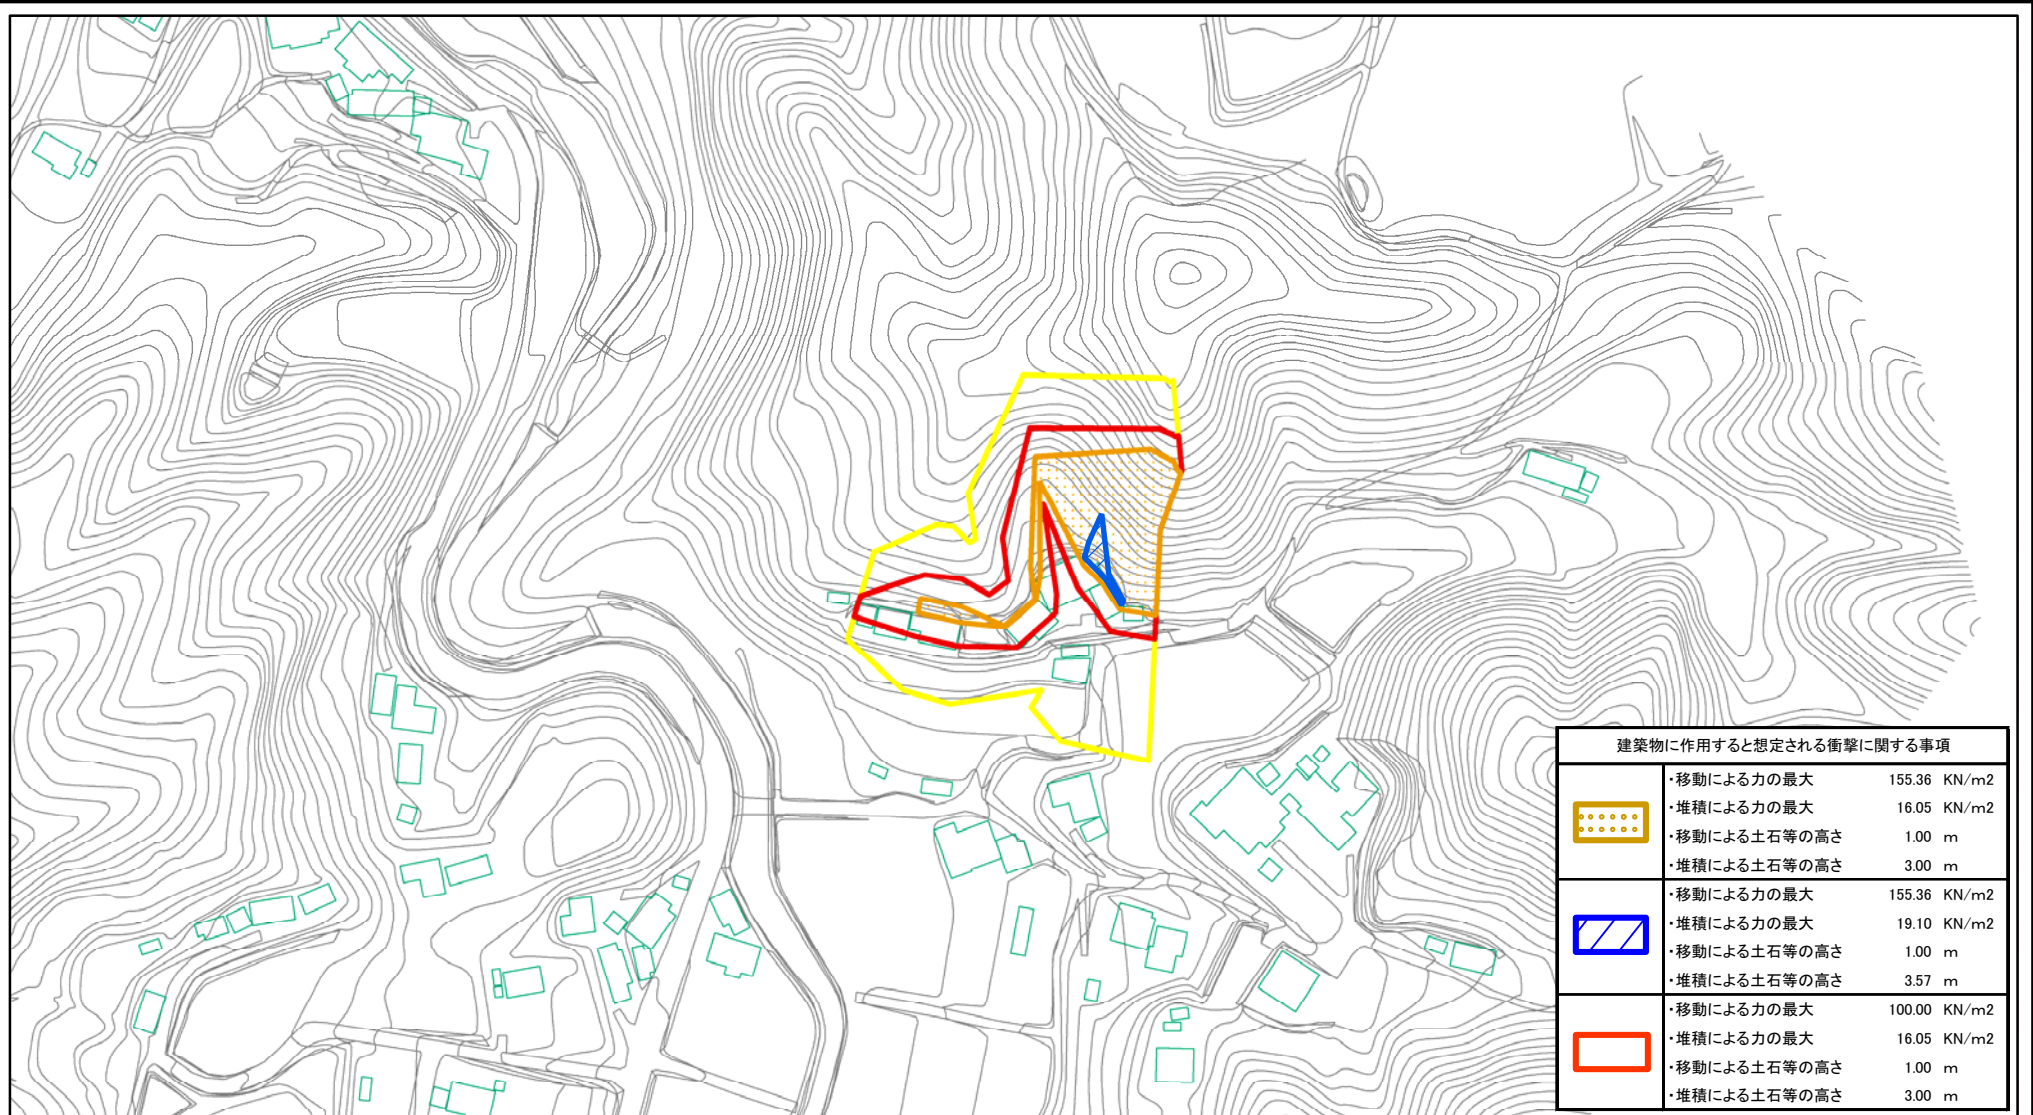 建築物に作用すると想定される衝撃に関する事項
・移動による力の最大 155.36 KN/m2
・堆積による力の最大 16.05 KN/m2
・移動による土石等の高さ 1.00 m
・堆積による土石等の高さ 3.00 m
・移動による力の最大 155.36 KN/m2
・堆積による力の最大 19.10 KN/m2
・移動による土石等の高さ 1.00 m
・堆積による土石等の高さ 3.57 m
・移動による力の最大 100.00 KN/m2
・堆積による力の最大 16.05 KN/m2
・移動による土石等の高さ 1.00 m
・堆積による土石等の高さ 3.00 m